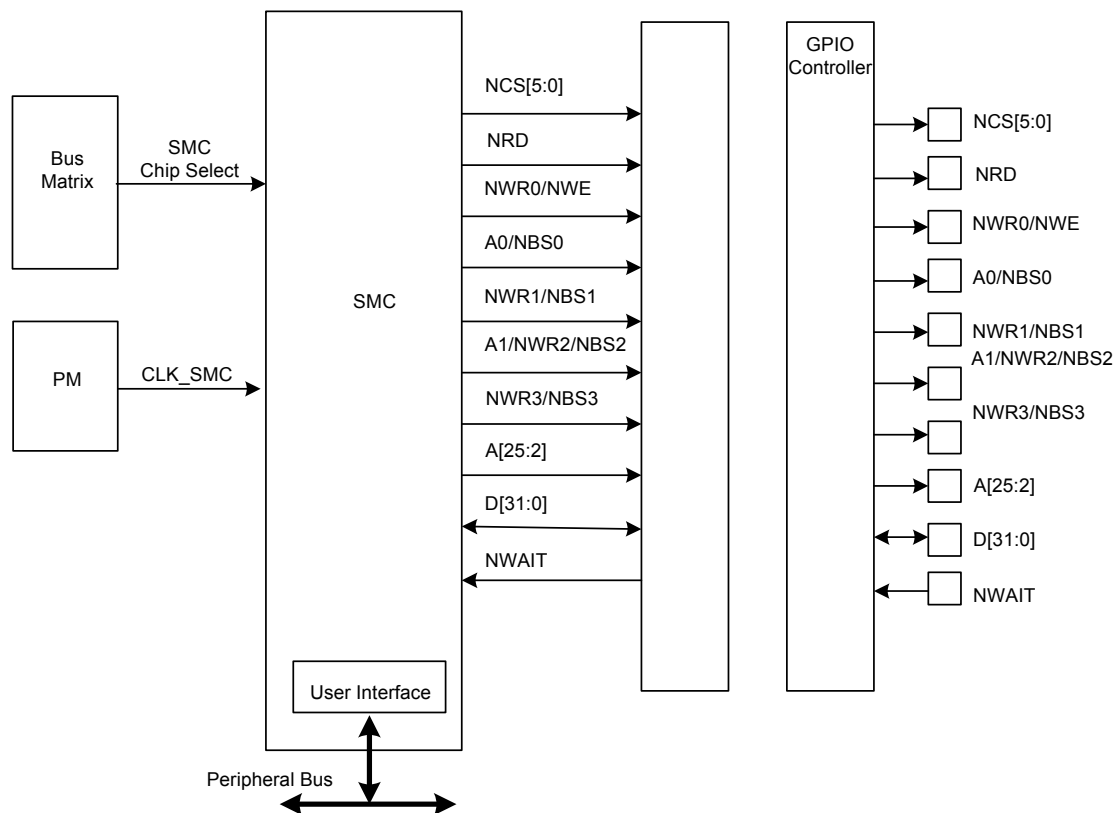 Bus
Matrix
SMC
Chip Select
PM
CLK_SMC
SMC
User Interface
Peripheral Bus
NCS[5:0]
NRD
NWR0/NWE
A0/NBS0
NWR1/NBS1
A1/NWR2/NBS2
NWR3/NBS3
A[25:2]
D[31:0]
NWAIT
GPIO
Controller
NCS[5:0]
NRD
NWR0/NWE
A0/NBS0
NWR1/NBS1
A1/NWR2/NBS2
NWR3/NBS3
A[25:2]
D[31:0]
NWAIT